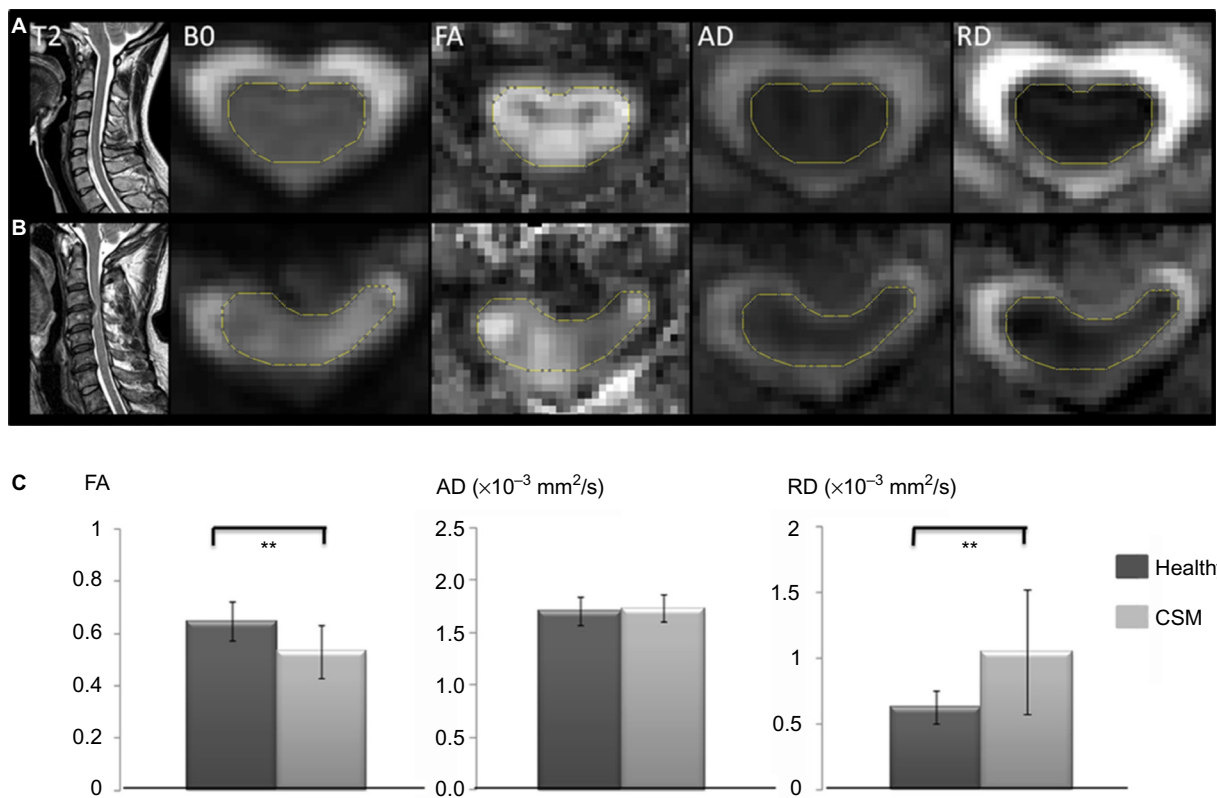 A T2 B0 FA AD RD
B
C FA AD (×10⁻³ mm²/s) RD (×10⁻³ mm²/s)
1 0.8 0.6 0.4 0.2 0
**
2.5 2.0 1.5 1.0 0.5 0.0
2 1.5 1 0.5 0
**
Health
CSM